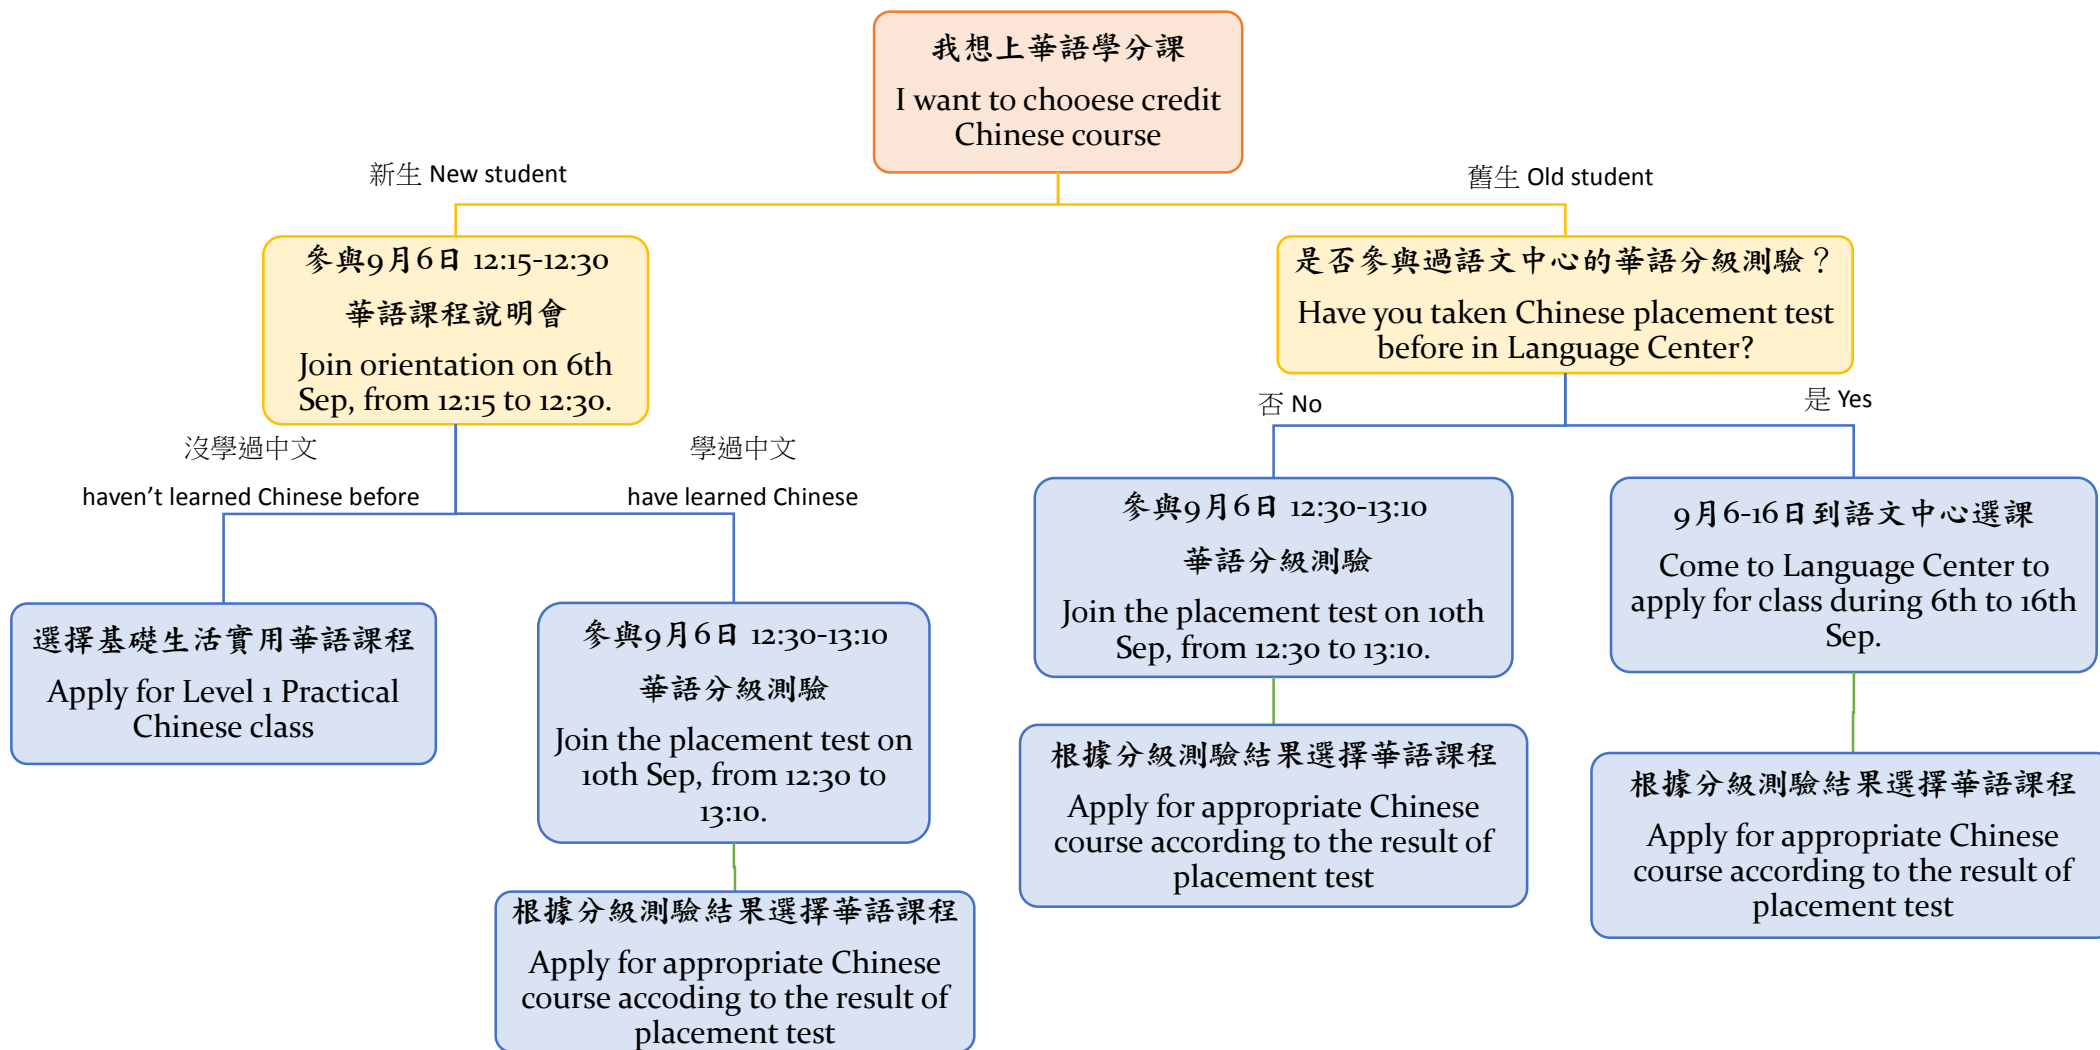 我想上華語學分課
I want to chooese credit
Chinese course
新生 New student
舊生 Old student
參與9月6日 12:15-12:30
華語課程說明會
Join orientation on 6th
Sep, from 12:15 to 12:30.
是否參與過語文中心的華語分級測驗？
Have you taken Chinese placement test
before in Language Center?
沒學過中文
haven’t learned Chinese before
學過中文
have learned Chinese
否 No
是 Yes
選擇基礎生活實用華語課程
Apply for Level 1 Practical
Chinese class
參與9月6日 12:30-13:10
華語分級測驗
Join the placement test on
10th Sep, from 12:30 to
13:10.
根據分級測驗結果選擇華語課程
Apply for appropriate Chinese
course accoding to the result of
placement test
參與9月6日 12:30-13:10
華語分級測驗
Join the placement test on 10th
Sep, from 12:30 to 13:10.
根據分級測驗結果選擇華語課程
Apply for appropriate Chinese
course according to the result of
placement test
9月6-16日到語文中心選課
Come to Language Center to
apply for class during 6th to 16th
Sep.
根據分級測驗結果選擇華語課程
Apply for appropriate Chinese
course according to the result of
placement test